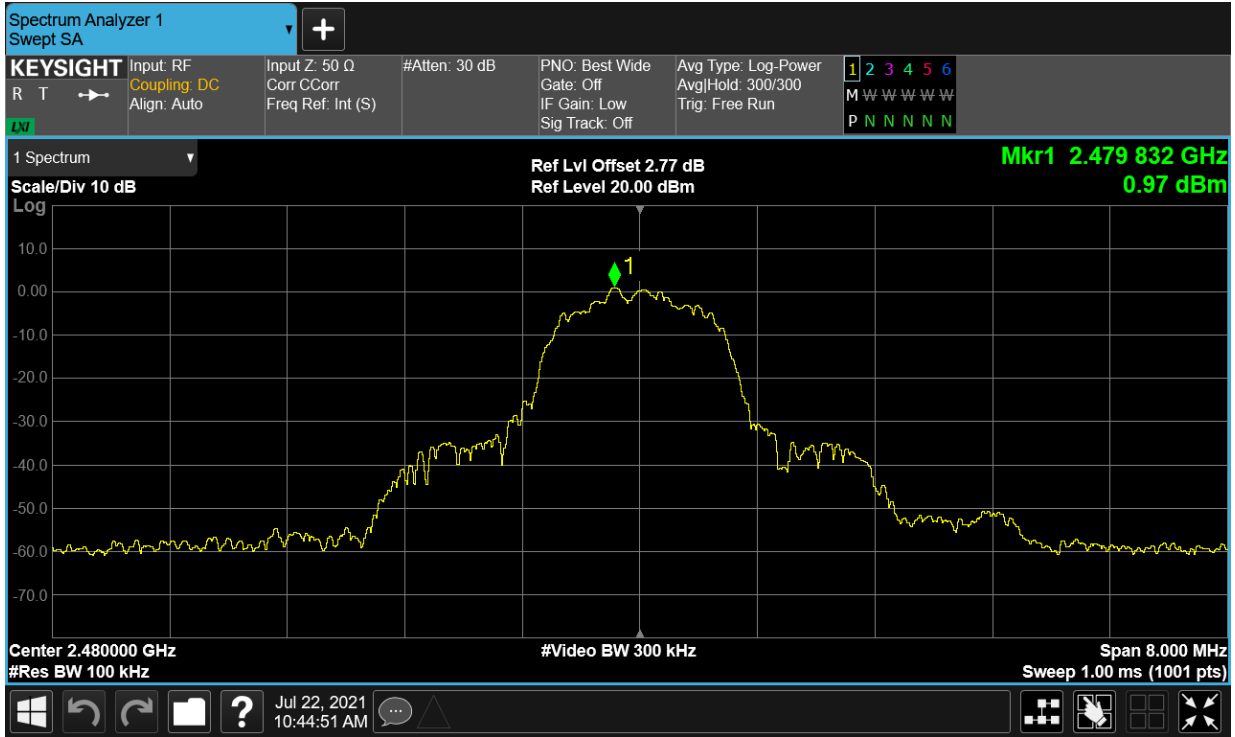 Spectrum Analyzer 1
Swept SA
+
KEYSIGHT
R T
LXI
Input: RF
Coupling: DC
Align: Auto
Input Z: 50 Ω
Corr CCorr
Freq Ref: Int (S)
#Atten: 30 dB
PNO: Best Wide
Gate: Off
IF Gain: Low
Sig Track: Off
Avg Type: Log-Power
Avg|Hold: 300/300
Trig: Free Run
1 2 3 4 5 6
M W W W W W
P N N N N N
1 Spectrum
Scale/Div 10 dB
Log
Ref Lvl Offset 2.77 dB
Ref Level 20.00 dBm
Mkr1 2.479 832 GHz
0.97 dBm
10.0
0.00
-10.0
-20.0
-30.0
-40.0
-50.0
-60.0
-70.0
1
Center 2.480000 GHz
#Res BW 100 kHz
#Video BW 300 kHz
Span 8.000 MHz
Sweep 1.00 ms (1001 pts)
?
Jul 22, 2021
10:44:51 AM